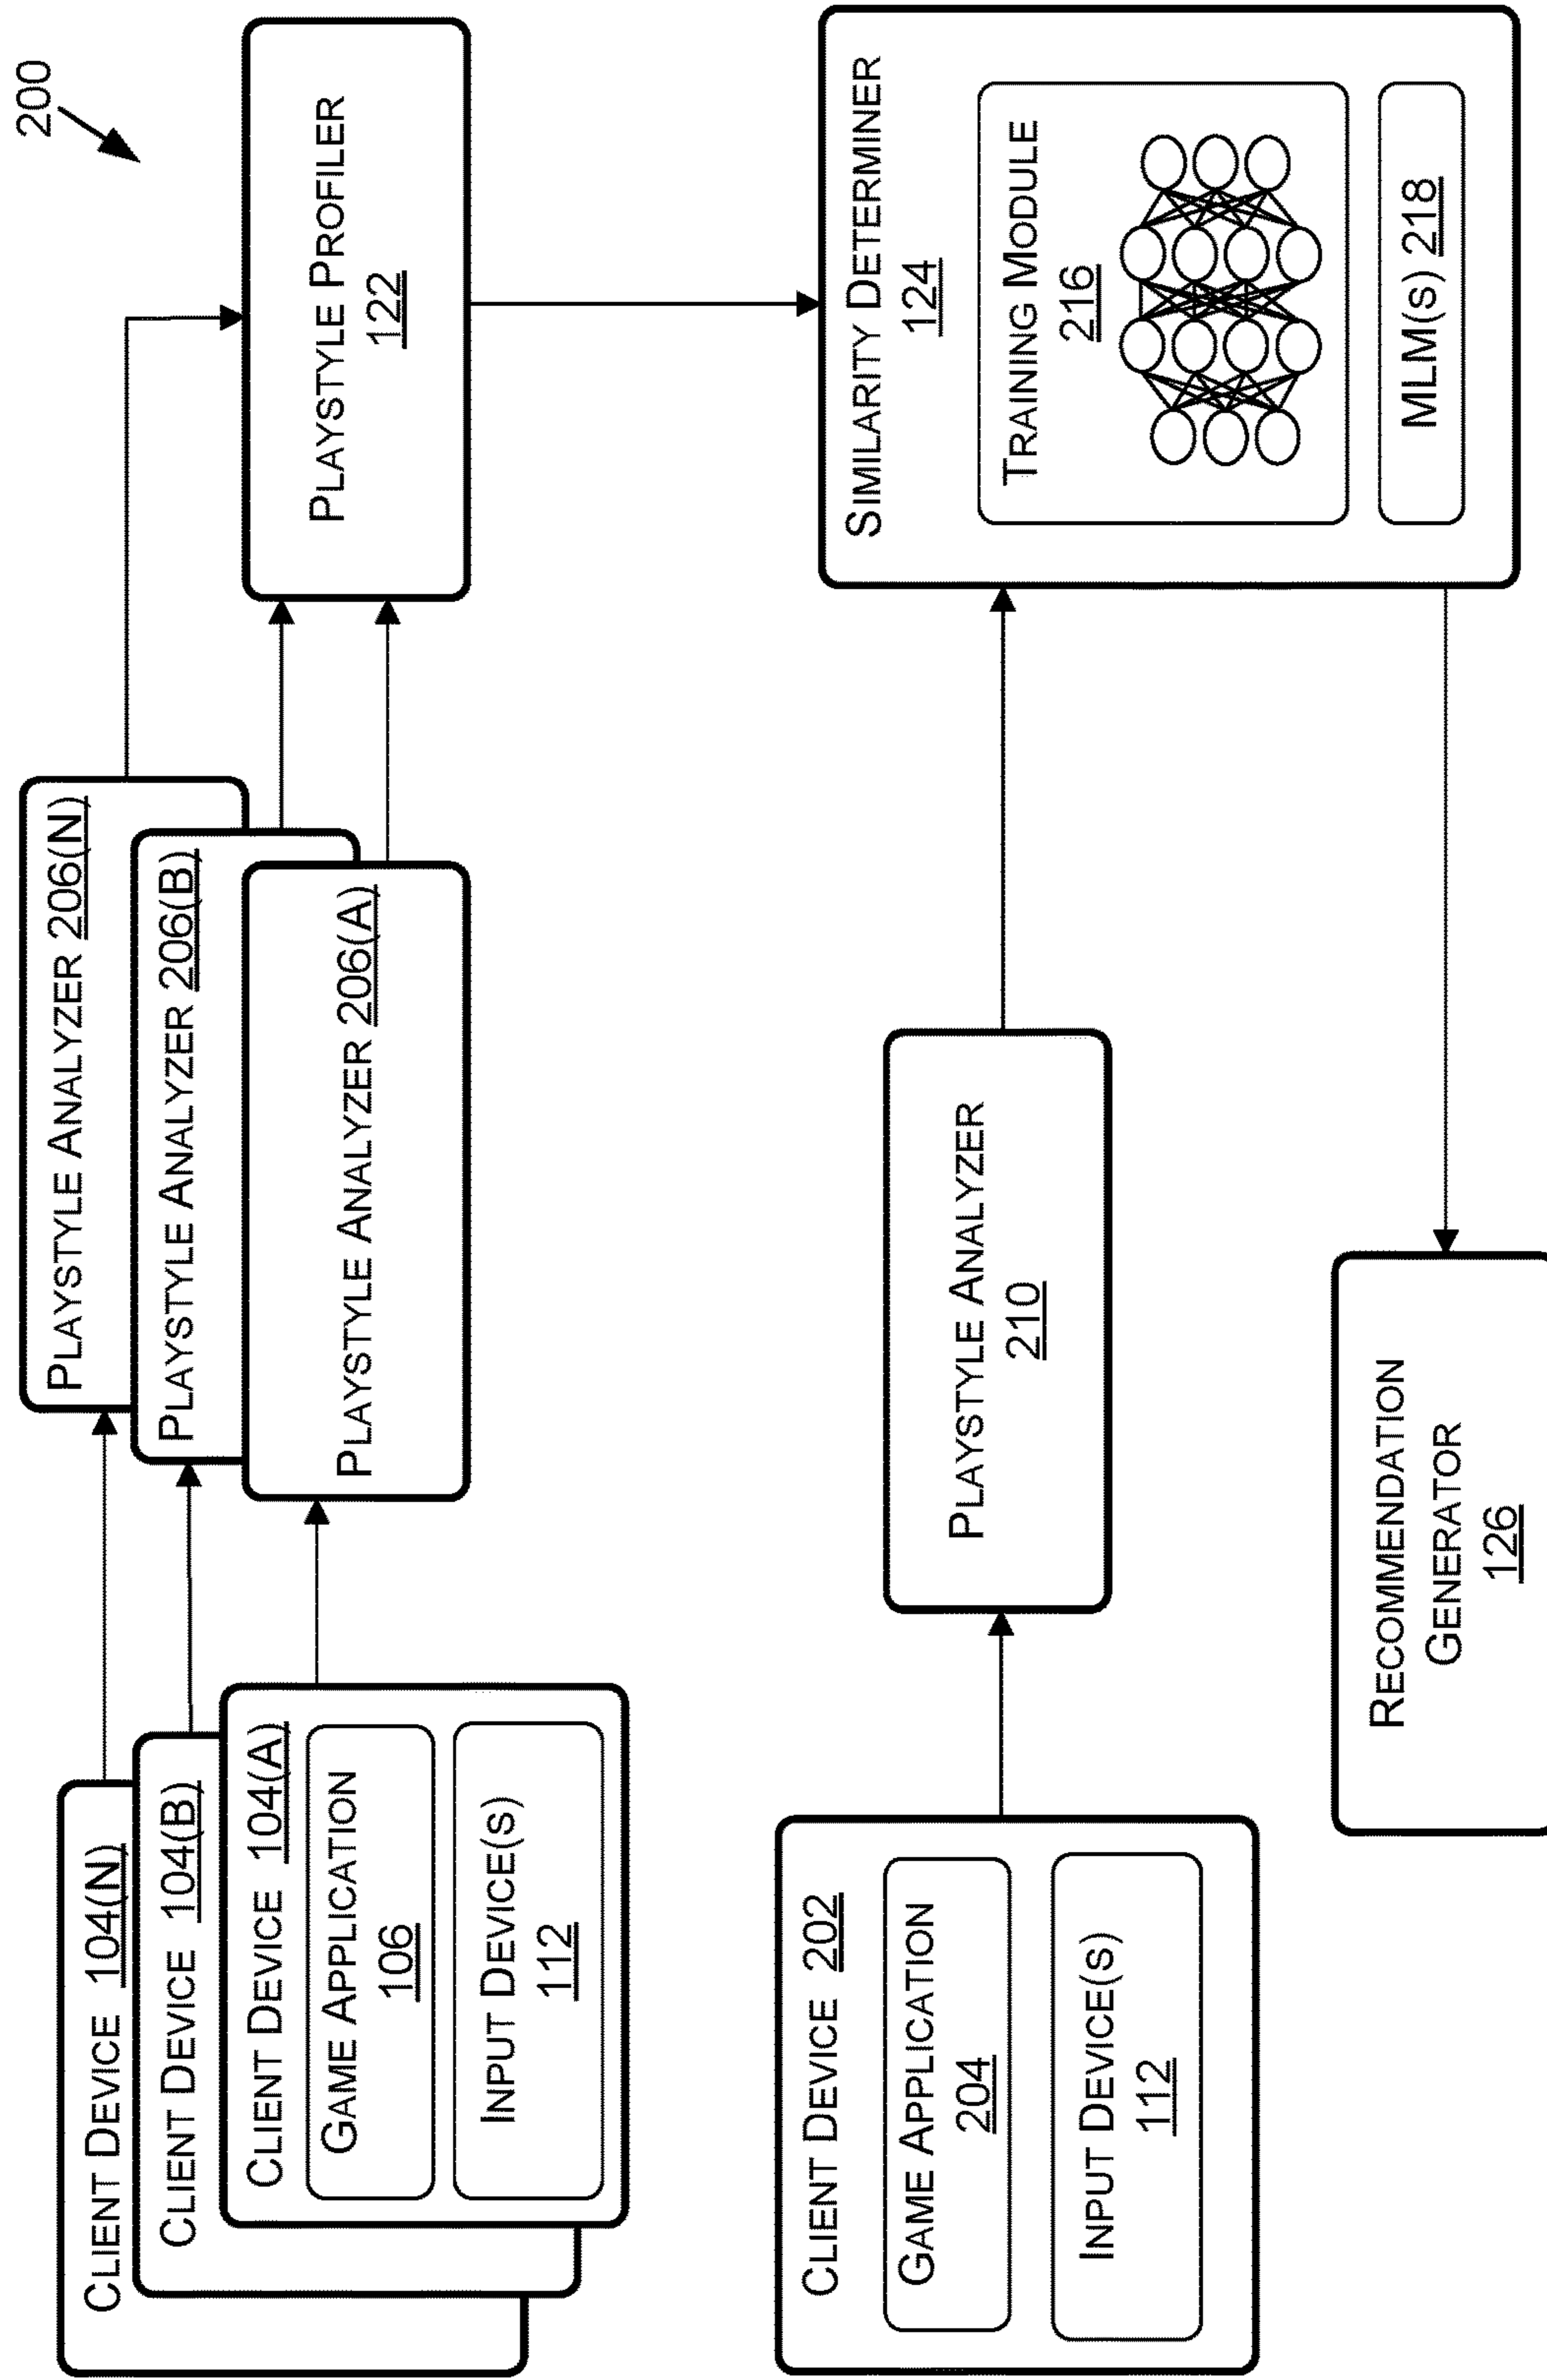 200
CLIENT DEVICE 104(N)
CLIENT DEVICE 104(B)
CLIENT DEVICE 104(A)
GAME APPLICATION
106
INPUT DEVICE(S)
112
PLAYSTYLE ANALYZER 206(N)
PLAYSTYLE ANALYZER 206(B)
PLAYSTYLE ANALYZER 206(A)
PLAYSTYLE PROFILER
122
CLIENT DEVICE 202
GAME APPLICATION
204
INPUT DEVICE(S)
112
PLAYSTYLE ANALYZER
210
SIMILARITY DETERMINER
124
TRAINING MODULE
216
MLM(S) 218
RECOMMENDATION
GENERATOR
126